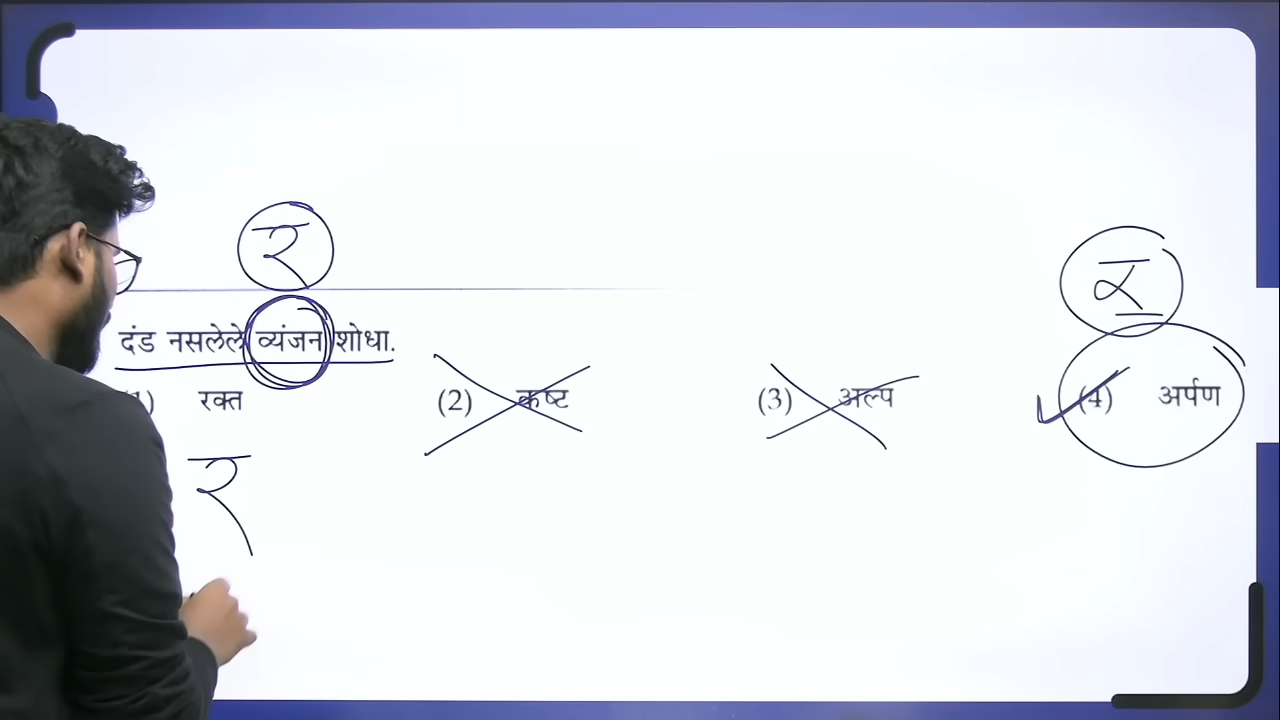 र
र्
दंड नसलेले व्यंजन शोधा.
1) रक्त (2) कष्ट (3) अल्प (4) अर्पण
र